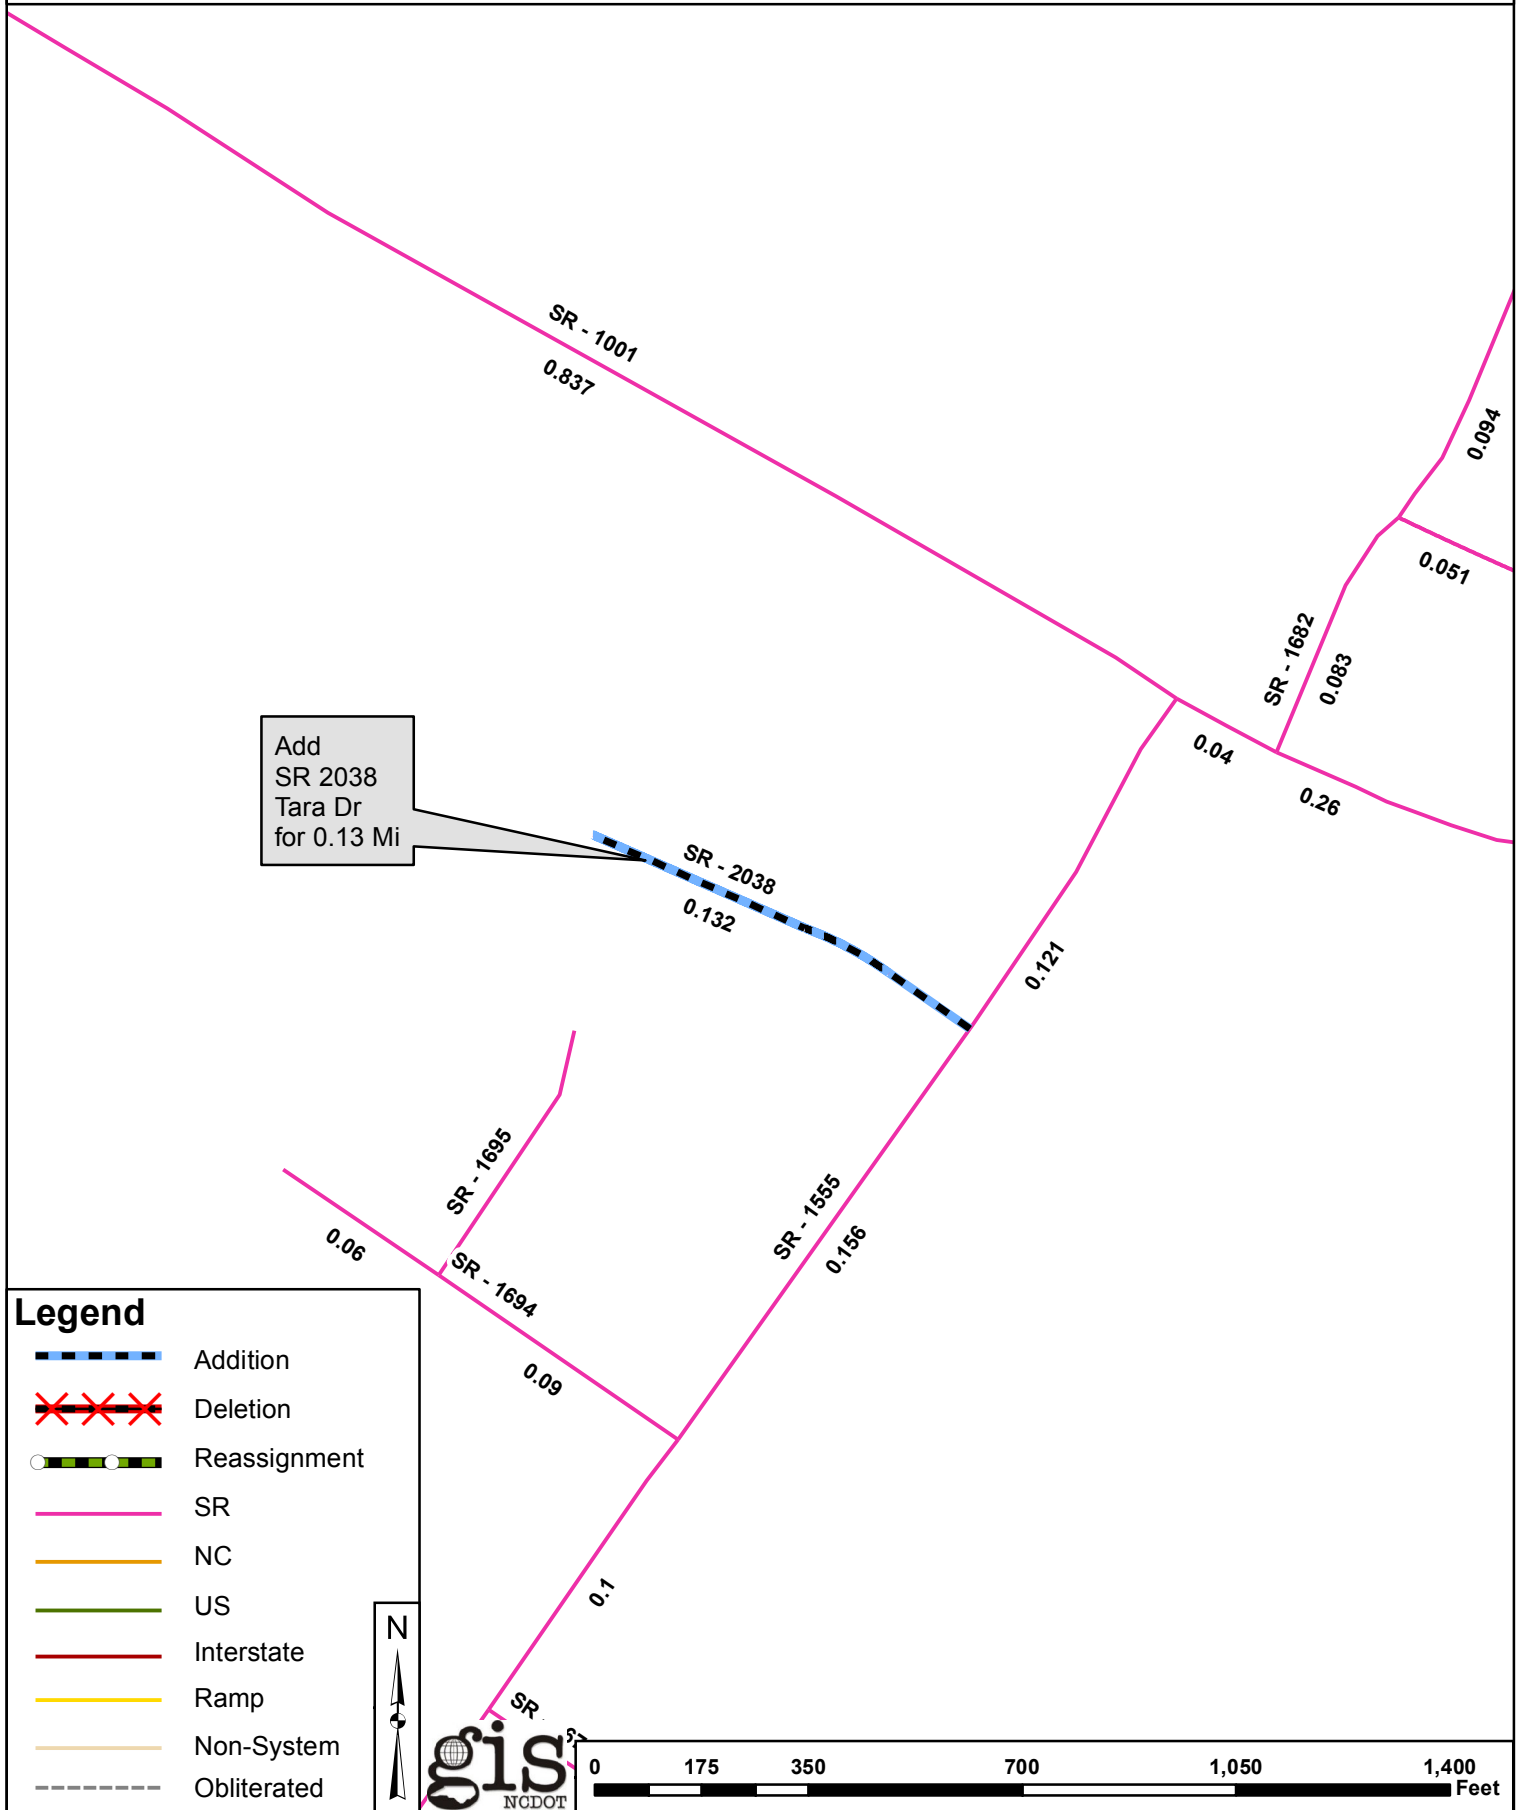 SR - 1001
0.837
0.094
0.051
SR - 1682
0.083
0.04
0.26
Add
SR 2038
Tara Dr
for 0.13 Mi
SR - 2038
0.132
0.121
SR - 1695
SR - 1555
0.156
0.06
SR - 1694
0.09
0.1
SR
Legend
Addition
Deletion
Reassignment
SR
NC
US
Interstate
Ramp
Non-System
Obliterated
N
gis
NCDOT
0 175 350 700 1,050 1,400
Feet